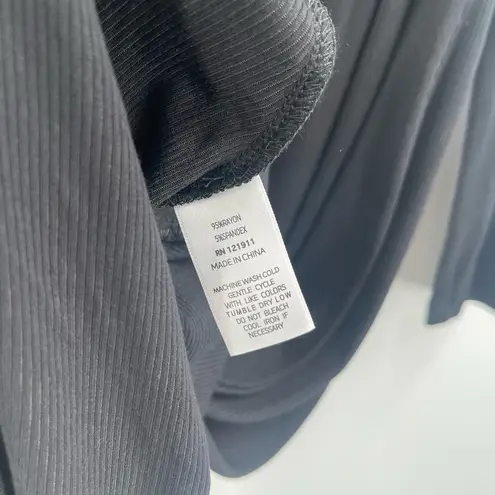 95%RAYON
5%SPANDEX
RN 121911
MADE IN CHINA
MACHINE WASH COLD
GENTLE CYCLE
WITH LIKE COLORS
TUMBLE DRY LOW
DO NOT BLEACH
COOL IRON IF
NECESSARY